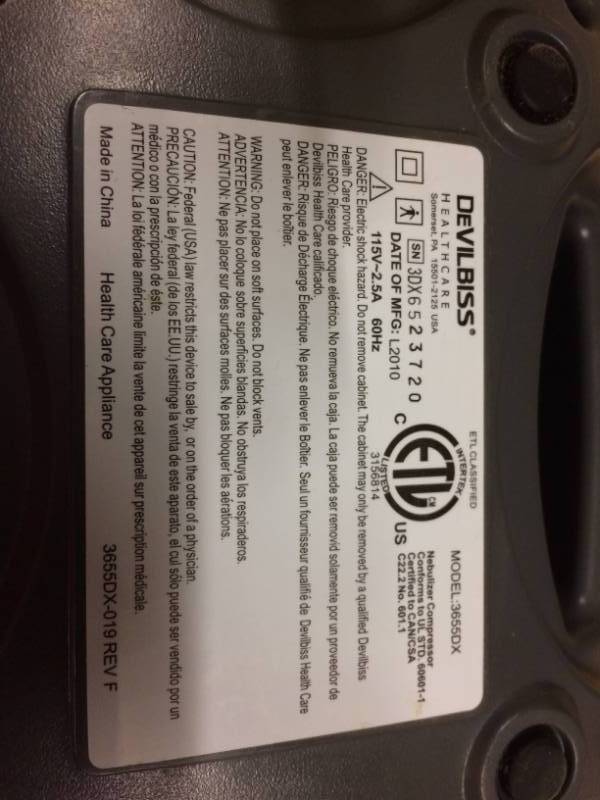 DEVILBISS®
HEALTHCARE
Somerset, PA 15501-2125 USA
ETL CLASSIFIED
INTERTEK
ETL CM
LISTED
C US
3156814
MODEL:3655DX
Nebulizer Compressor
Conforms to UL STD. 60601-1
Certified to CAN/CSA
C22.2 No. 601.1
SN 3DX6523720
DATE OF MFG: L2010
115V~2.5A 60Hz
DANGER: Electric shock hazard. Do not remove cabinet. The cabinet may only be removed by a qualified Devilbiss
Health Care provider.
PELIGRO: Riesgo de choque eléctrico. No remueva la caja. La caja puede ser removid solamente por un proveedor de
Devilbiss Health Care calificado.
DANGER: Risque de Décharge Électrique. Ne pas enlever le Boîtier. Seul un fournisseur qualifié de Devilbiss Health Care
peut enlever le boîtier.
WARNING: Do not place on soft surfaces. Do not block vents.
ADVERTENCIA: No lo coloque sobre superficies blandas. No obstruya los respiraderos.
ATTENTION: Ne pas placer sur des surfaces molles. Ne pas bloquer les aérations.
CAUTION: Federal (USA) law restricts this device to sale by, or on the order of a physician.
PRECAUCIÓN: La ley federal (de los EE.UU.) restringe la venta de este aparato, el cul sólo puede ser vendido por un
médico o con la prescripción de éste.
ATTENTION: La loi fédérale américaine limite la vente de cet appareil sur prescription médicale.
Made in China Health Care Appliance 3655DX-019 REV F